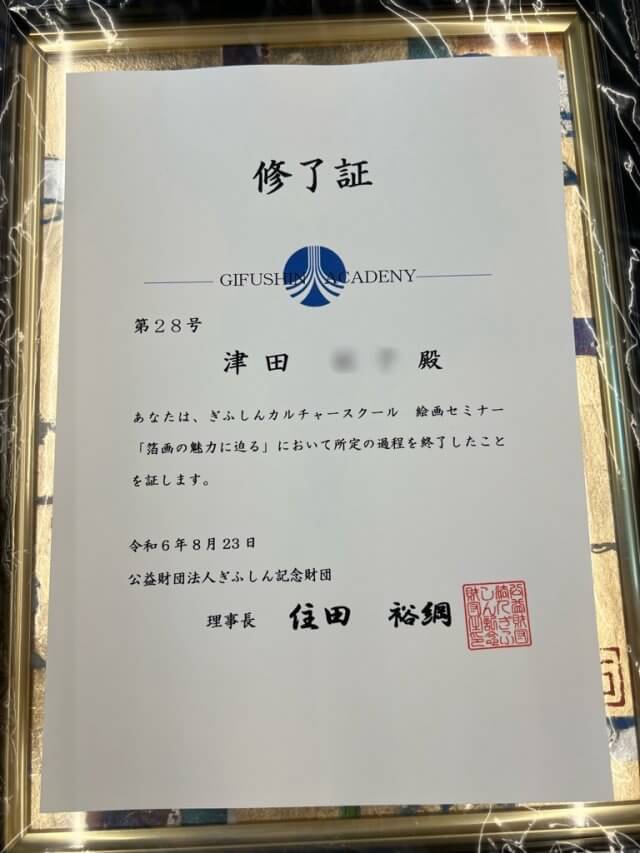 修了証
GIFUSHIN ACADENY
第２８号
津田 殿
あなたは、ぎふしんカルチャースクール 絵画セミナー
「箔画の魅力に迫る」において所定の過程を終了したこと
を証します。
令和６年８月２３日
公益財団法人ぎふしん記念財団
理事長 住田 裕綱